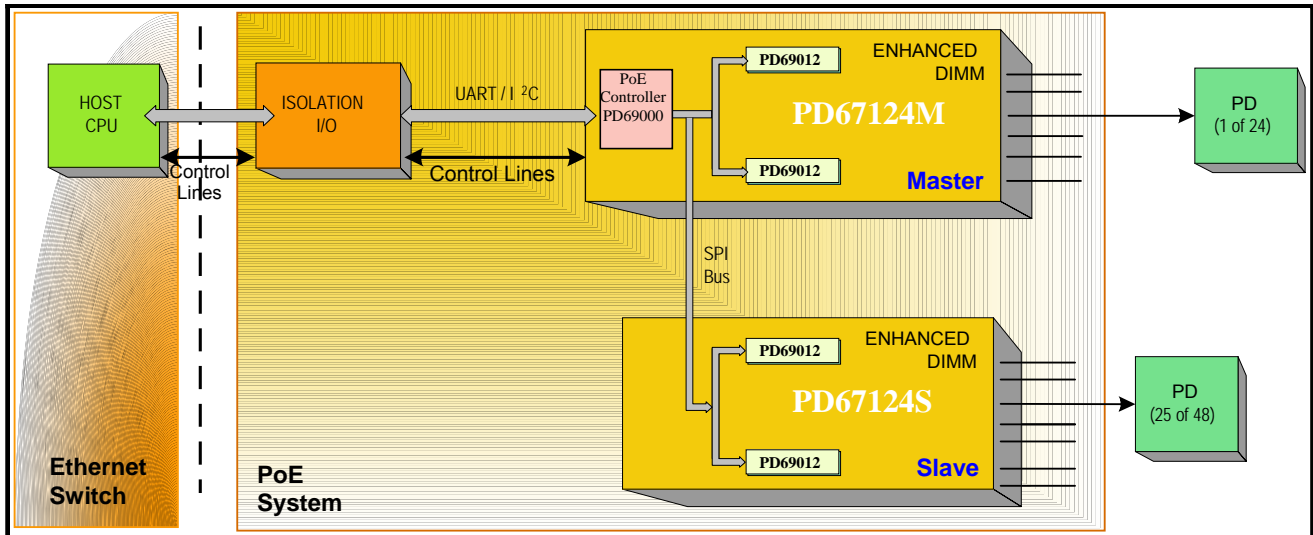 HOST
CPU
Control
Lines
Ethernet
Switch
ISOLATION
I/O
UART / I ²C
Control Lines
PoE
System
PoE
Controller
PD69000
PD69012
PD69012
ENHANCED
DIMM
PD67124M
Master
SPI
Bus
PD69012
PD69012
ENHANCED
DIMM
PD67124S
Slave
PD
(1 of 24)
PD
(25 of 48)